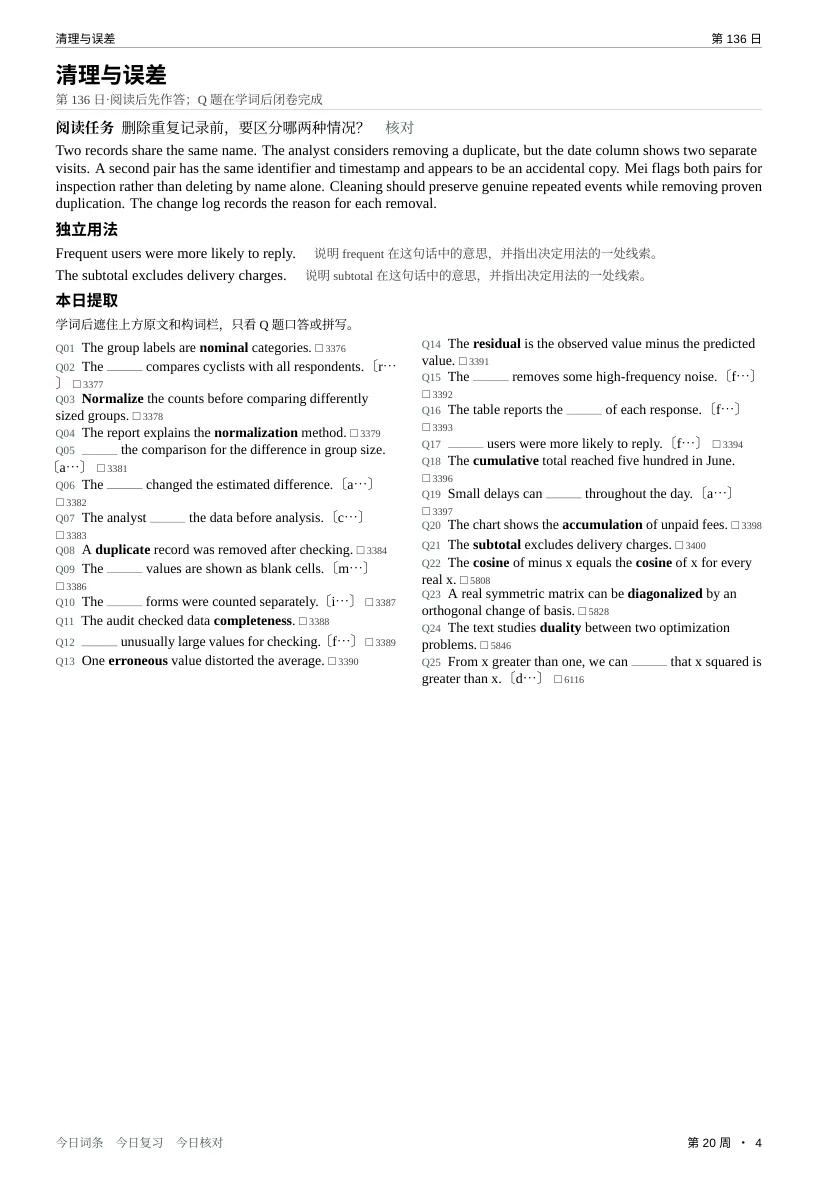 清理与误差
第 136 日
清理与误差
第 136 日·阅读后先作答；Q 题在学词后闭卷完成
阅读任务 删除重复记录前，要区分哪两种情况？ 核对
Two records share the same name. The analyst considers removing a duplicate, but the date column shows two separate
visits. A second pair has the same identifier and timestamp and appears to be an accidental copy. Mei flags both pairs for
inspection rather than deleting by name alone. Cleaning should preserve genuine repeated events while removing proven
duplication. The change log records the reason for each removal.
独立用法
Frequent users were more likely to reply. 说明 frequent 在这句话中的意思，并指出决定用法的一处线索。
The subtotal excludes delivery charges. 说明 subtotal 在这句话中的意思，并指出决定用法的一处线索。
本日提取
学词后遮住上方原文和构词栏，只看 Q 题口答或拼写。
Q01 The group labels are nominal categories. □ 3376
Q02 The _____ compares cyclists with all respondents.〔r⋯
〕 □ 3377
Q03 Normalize the counts before comparing differently
sized groups. □ 3378
Q04 The report explains the normalization method. □ 3379
Q05 _____ the comparison for the difference in group size.
〔a⋯〕 □ 3381
Q06 The _____ changed the estimated difference.〔a⋯〕
□ 3382
Q07 The analyst _____ the data before analysis.〔c⋯〕
□ 3383
Q08 A duplicate record was removed after checking. □ 3384
Q09 The _____ values are shown as blank cells.〔m⋯〕
□ 3386
Q10 The _____ forms were counted separately.〔i⋯〕 □ 3387
Q11 The audit checked data completeness. □ 3388
Q12 _____ unusually large values for checking.〔f⋯〕 □ 3389
Q13 One erroneous value distorted the average. □ 3390
Q14 The residual is the observed value minus the predicted
value. □ 3391
Q15 The _____ removes some high-frequency noise.〔f⋯〕
□ 3392
Q16 The table reports the _____ of each response.〔f⋯〕
□ 3393
Q17 _____ users were more likely to reply.〔f⋯〕 □ 3394
Q18 The cumulative total reached five hundred in June.
□ 3396
Q19 Small delays can _____ throughout the day.〔a⋯〕
□ 3397
Q20 The chart shows the accumulation of unpaid fees. □ 3398
Q21 The subtotal excludes delivery charges. □ 3400
Q22 The cosine of minus x equals the cosine of x for every
real x. □ 5808
Q23 A real symmetric matrix can be diagonalized by an
orthogonal change of basis. □ 5828
Q24 The text studies duality between two optimization
problems. □ 5846
Q25 From x greater than one, we can _____ that x squared is
greater than x.〔d⋯〕 □ 6116
今日词条 今日复习 今日核对
第 20 周 · 4